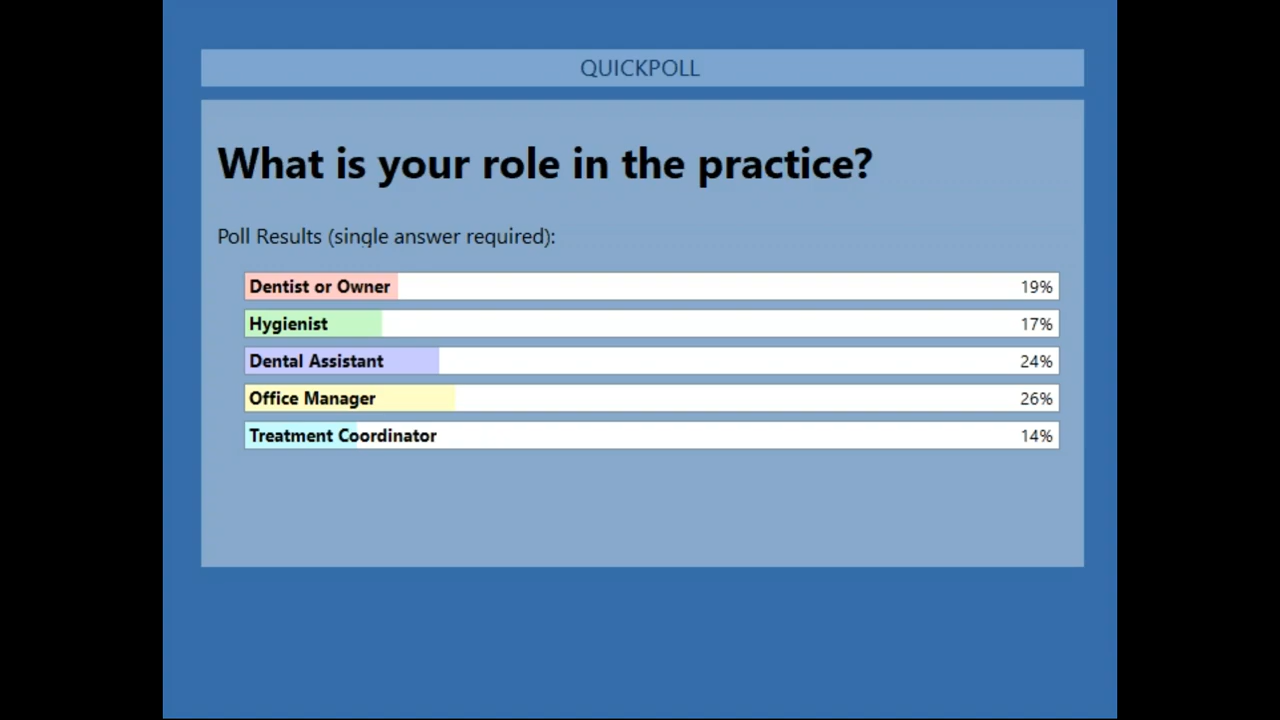 QUICKPOLL
What is your role in the practice?
Poll Results (single answer required):
Dentist or Owner 19%
Hygienist 17%
Dental Assistant 24%
Office Manager 26%
Treatment Coordinator 14%